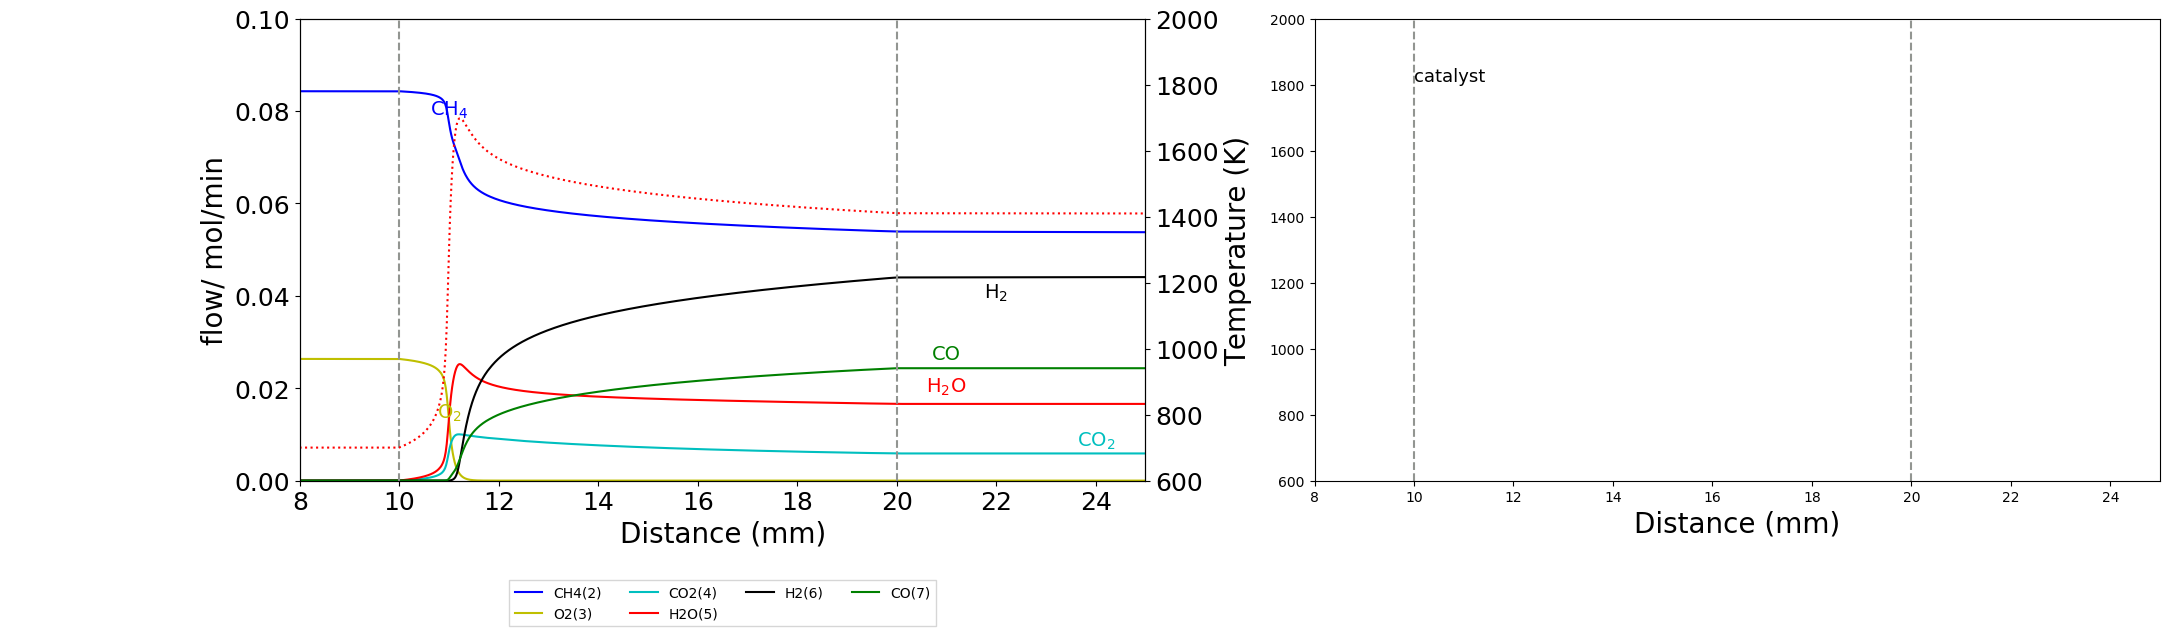 0.10
0.08
0.06
0.04
0.02
0.00
flow/ mol/min
8 10 12 14 16 18 20 22 24
Distance (mm)
2000
1800
1600
1400
1200
1000
800
600
Temperature (K)
CH₄
O₂
H₂
CO
H₂O
CO₂
CH4(2) CO2(4) H2(6) CO(7)
O2(3) H2O(5)
2000
1800
1600
1400
1200
1000
800
600
catalyst
8 10 12 14 16 18 20 22 24
Distance (mm)